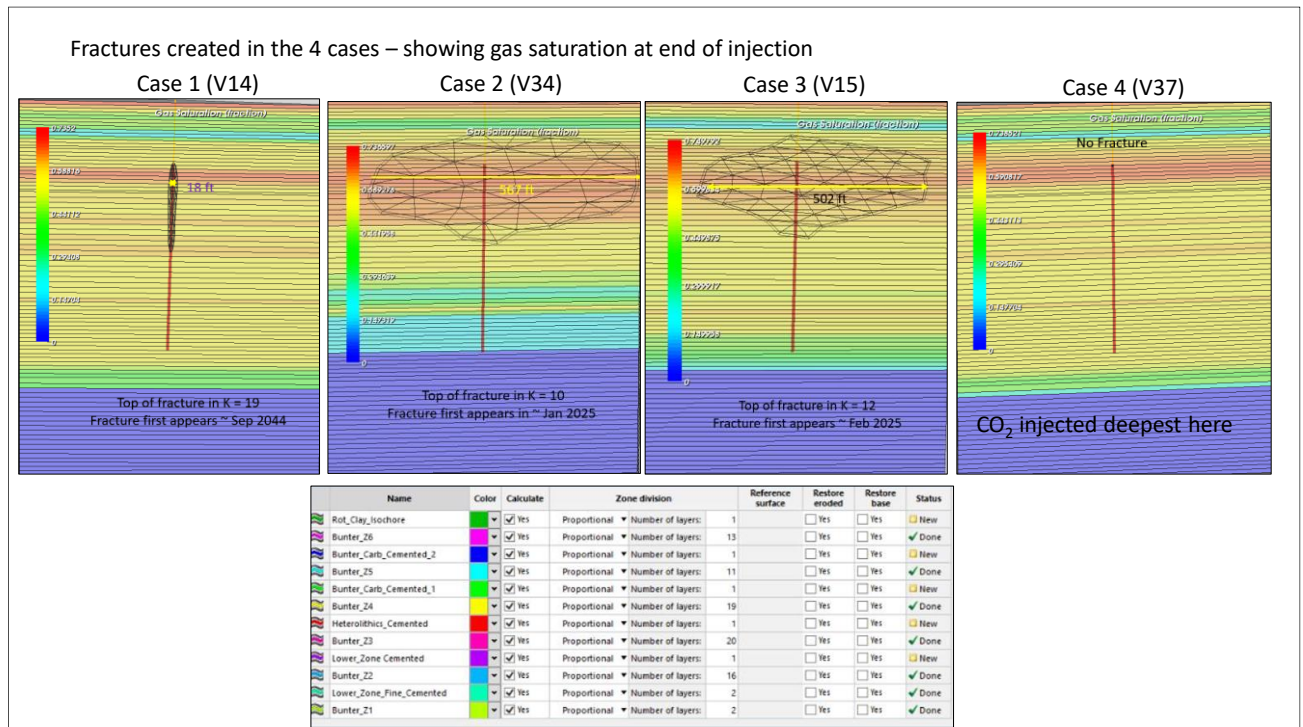 Fractures created in the 4 cases – showing gas saturation at end of injection
Case 1 (V14)
Case 2 (V34)
Case 3 (V15)
Case 4 (V37)
Gas Saturation (fraction)
18 ft
Top of fracture in K = 19
Fracture first appears ~ Sep 2044
Gas Saturation (fraction)
567 ft
Top of fracture in K = 10
Fracture first appears in ~ Jan 2025
Gas Saturation (fraction)
502 ft
0.299917
Top of fracture in K = 12
Fracture first appears ~ Feb 2025
Gas Saturation (fraction)
No Fracture
CO₂ injected deepest here
Name Color Calculate Zone division Reference surface Restore eroded Restore base Status
Rot_Clay_Isochore Yes Proportional Number of layers: 1 Yes Yes New
Bunter_Z6 Yes Proportional Number of layers: 13 Yes Yes Done
Bunter_Carb_Cemented_2 Yes Proportional Number of layers: 1 Yes Yes New
Bunter_Z5 Yes Proportional Number of layers: 11 Yes Yes Done
Bunter_Carb_Cemented_1 Yes Proportional Number of layers: 1 Yes Yes New
Bunter_Z4 Yes Proportional Number of layers: 19 Yes Yes Done
Heterolithics_Cemented Yes Proportional Number of layers: 1 Yes Yes New
Bunter_Z3 Yes Proportional Number of layers: 20 Yes Yes Done
Lower_Zone Cemented Yes Proportional Number of layers: 1 Yes Yes New
Bunter_Z2 Yes Proportional Number of layers: 16 Yes Yes Done
Lower_Zone_Fine_Cemented Yes Proportional Number of layers: 2 Yes Yes Done
Bunter_Z1 Yes Proportional Number of layers: 2 Yes Yes Done